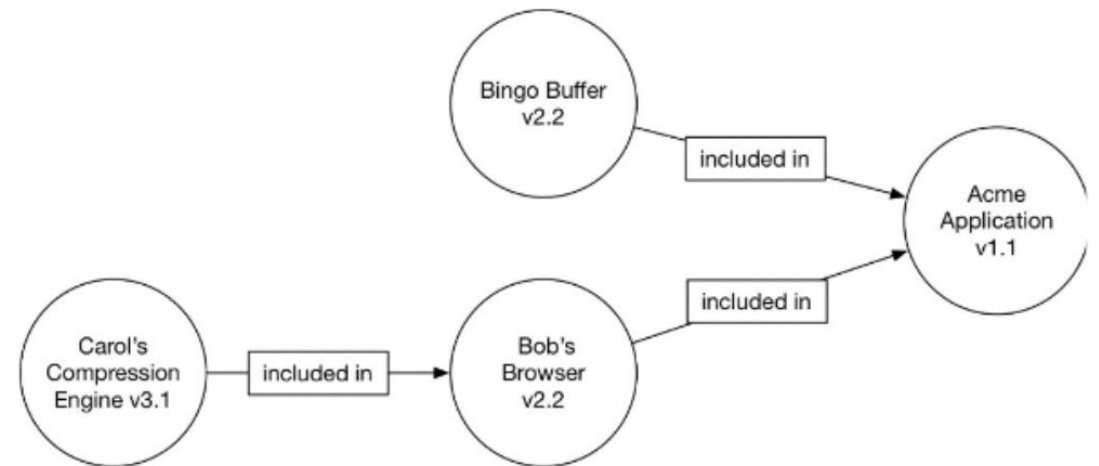 Bingo Buffer
v2.2
included in
Acme
Application
v1.1
included in
Carol's
Compression
Engine v3.1
included in
Bob's
Browser
v2.2